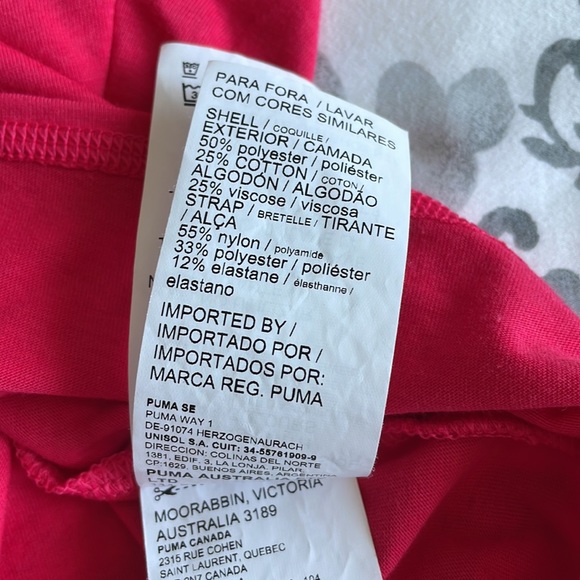 PARA FORA / LAVAR
COM CORES SIMILARES
SHELL / COQUILLE /
EXTERIOR / CAMADA
50% polyester / poliéster
25% COTTON / COTON /
ALGODÓN / ALGODÃO
25% viscose / viscosa
STRAP / BRETELLE / TIRANTE
/ ALÇA
55% nylon / polyamide
33% polyester / poliéster
12% elastane / élasthanne /
elastano
IMPORTED BY /
IMPORTADO POR /
IMPORTADOS POR:
MARCA REG. PUMA
PUMA SE
PUMA WAY 1
DE-91074 HERZOGENAURACH
UNISOL S.A. CUIT: 34-55761909-9
DIRECCION: COLINAS DEL NORTE
1381, EDIF. 3, LA LONJA, PILAR,
CP:1629, BUENOS AIRES, ARGENTINA
PUMA AUSTRALIA
LTD
MOORABBIN, VICTORIA
AUSTRALIA 3189
PUMA CANADA
2315 RUE COHEN
SAINT LAURENT, QUEBEC
2N7 CANADA
104